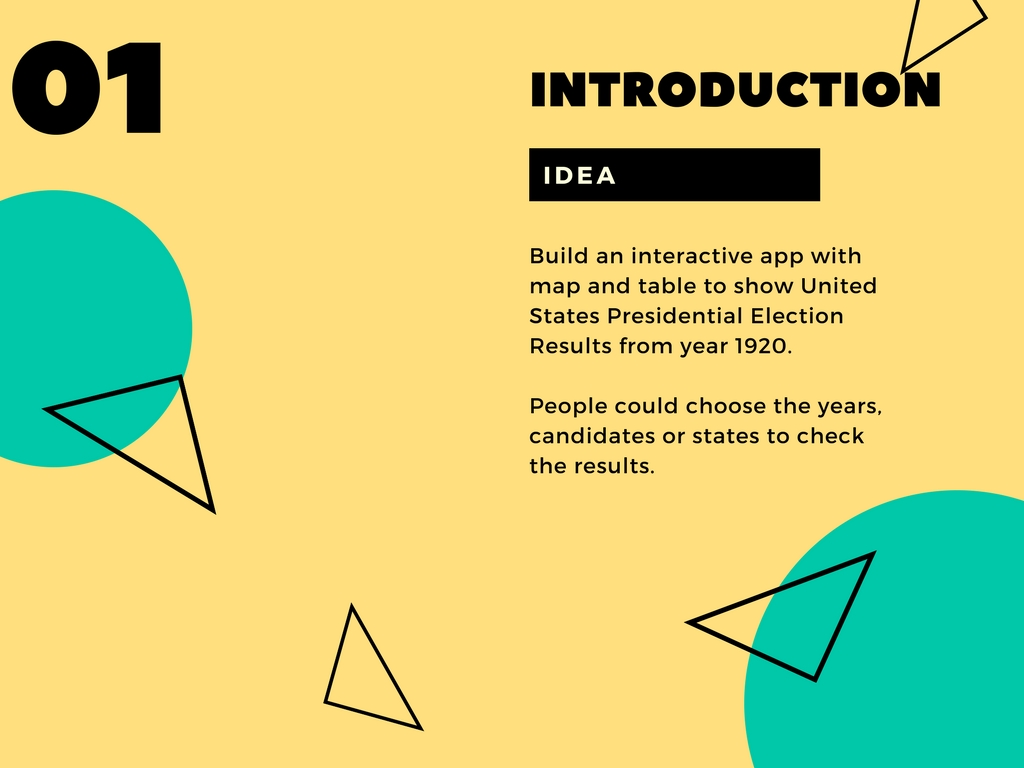 01
INTRODUCTION
IDEA
Build an interactive app with
map and table to show United
States Presidential Election
Results from year 1920.
People could choose the years,
candidates or states to check
the results.